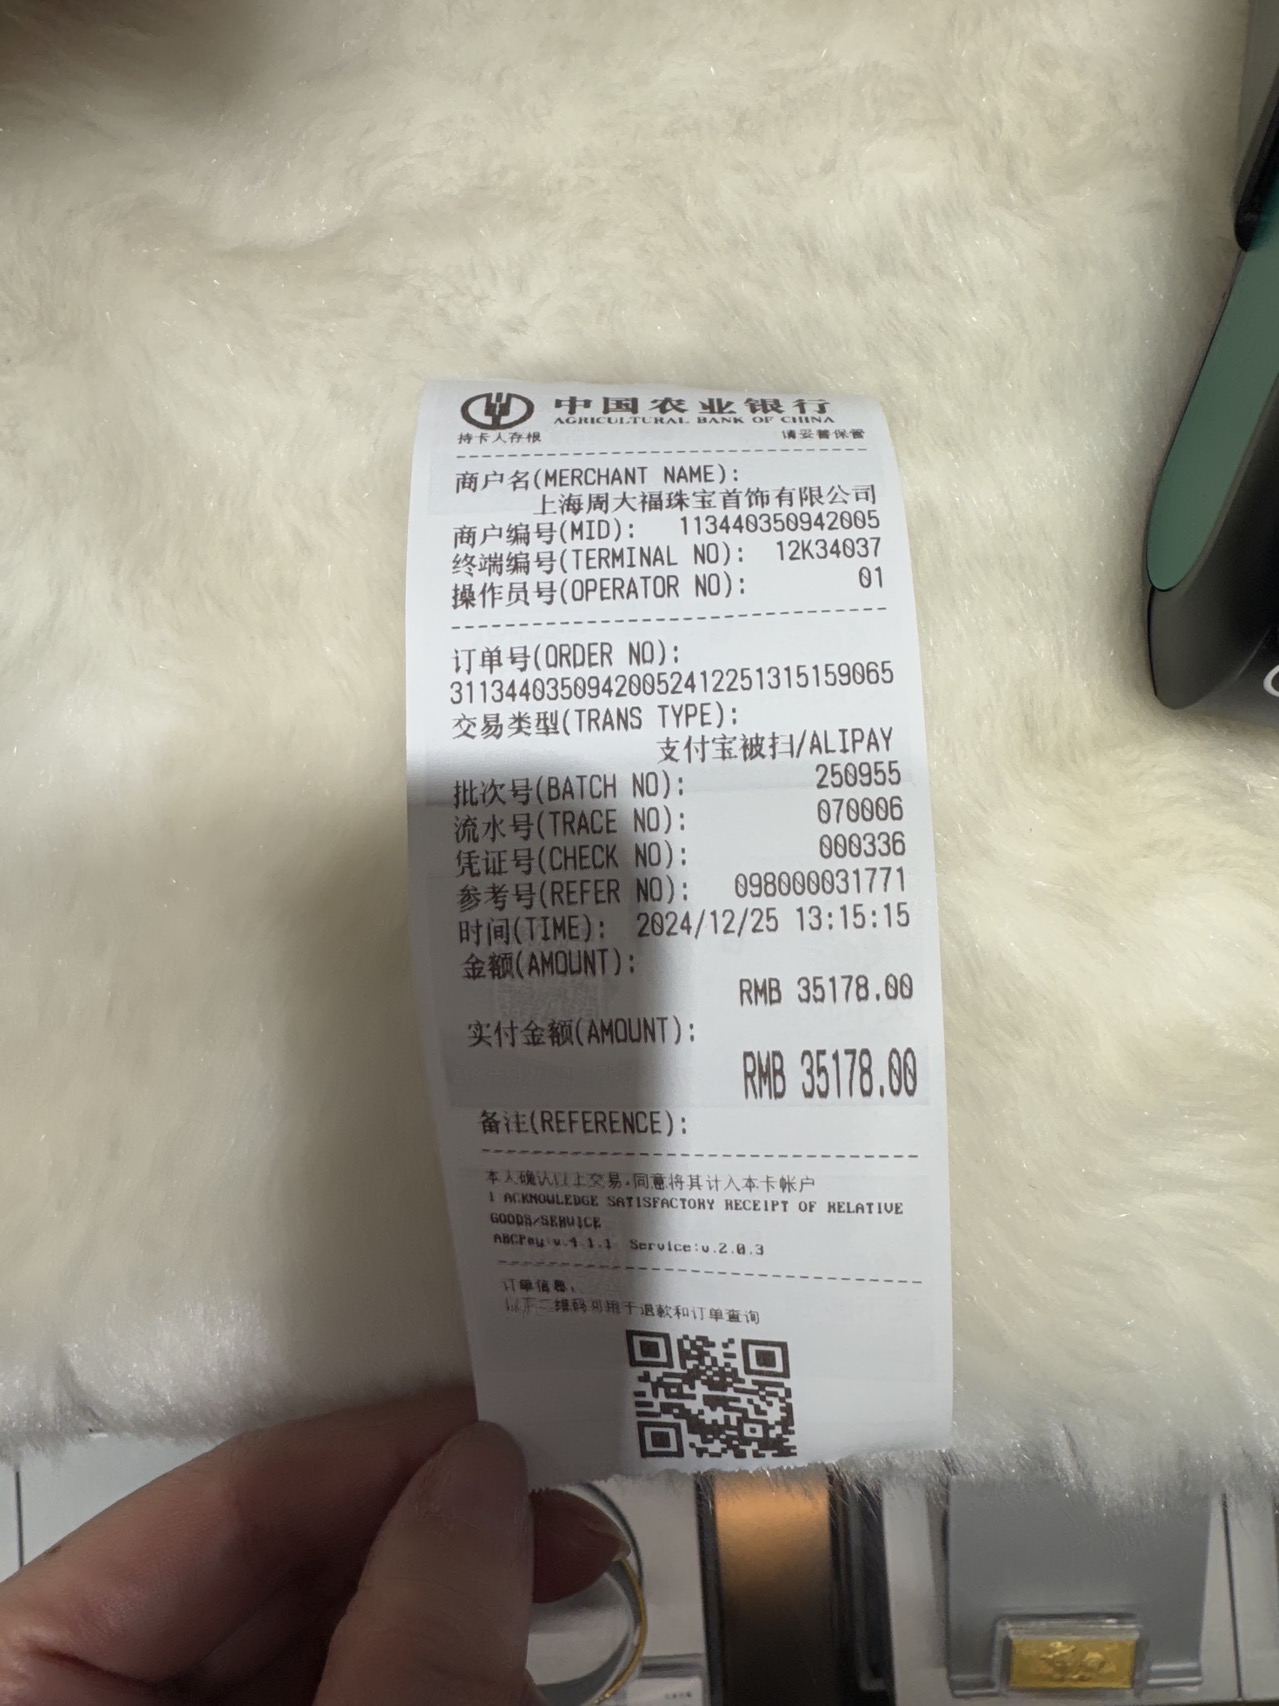 中国农业银行
AGRICULTURAL BANK OF CHINA
持卡人存根 请妥善保管
商户名(MERCHANT NAME):
上海周大福珠宝首饰有限公司
商户编号(MID): 113440350942005
终端编号(TERMINAL NO): 12K34037
操作员号(OPERATOR NO): 01
订单号(ORDER NO):
31134403509420052412251315159065
交易类型(TRANS TYPE):
支付宝被扫/ALIPAY
批次号(BATCH NO): 250955
流水号(TRACE NO): 070006
凭证号(CHECK NO): 000336
参考号(REFER NO): 098000031771
时间(TIME): 2024/12/25 13:15:15
金额(AMOUNT):
RMB 35178.00
实付金额(AMOUNT):
RMB 35178.00
备注(REFERENCE):
本人确认以上交易,同意将其计入本卡帐户
I ACKNOWLEDGE SATISFACTORY RECEIPT OF RELATIVE
GOODS/SERVICE
ABCPay:v.4.1.1 Service:v.2.0.3
订单信息:
以下二维码可用于退款和订单查询